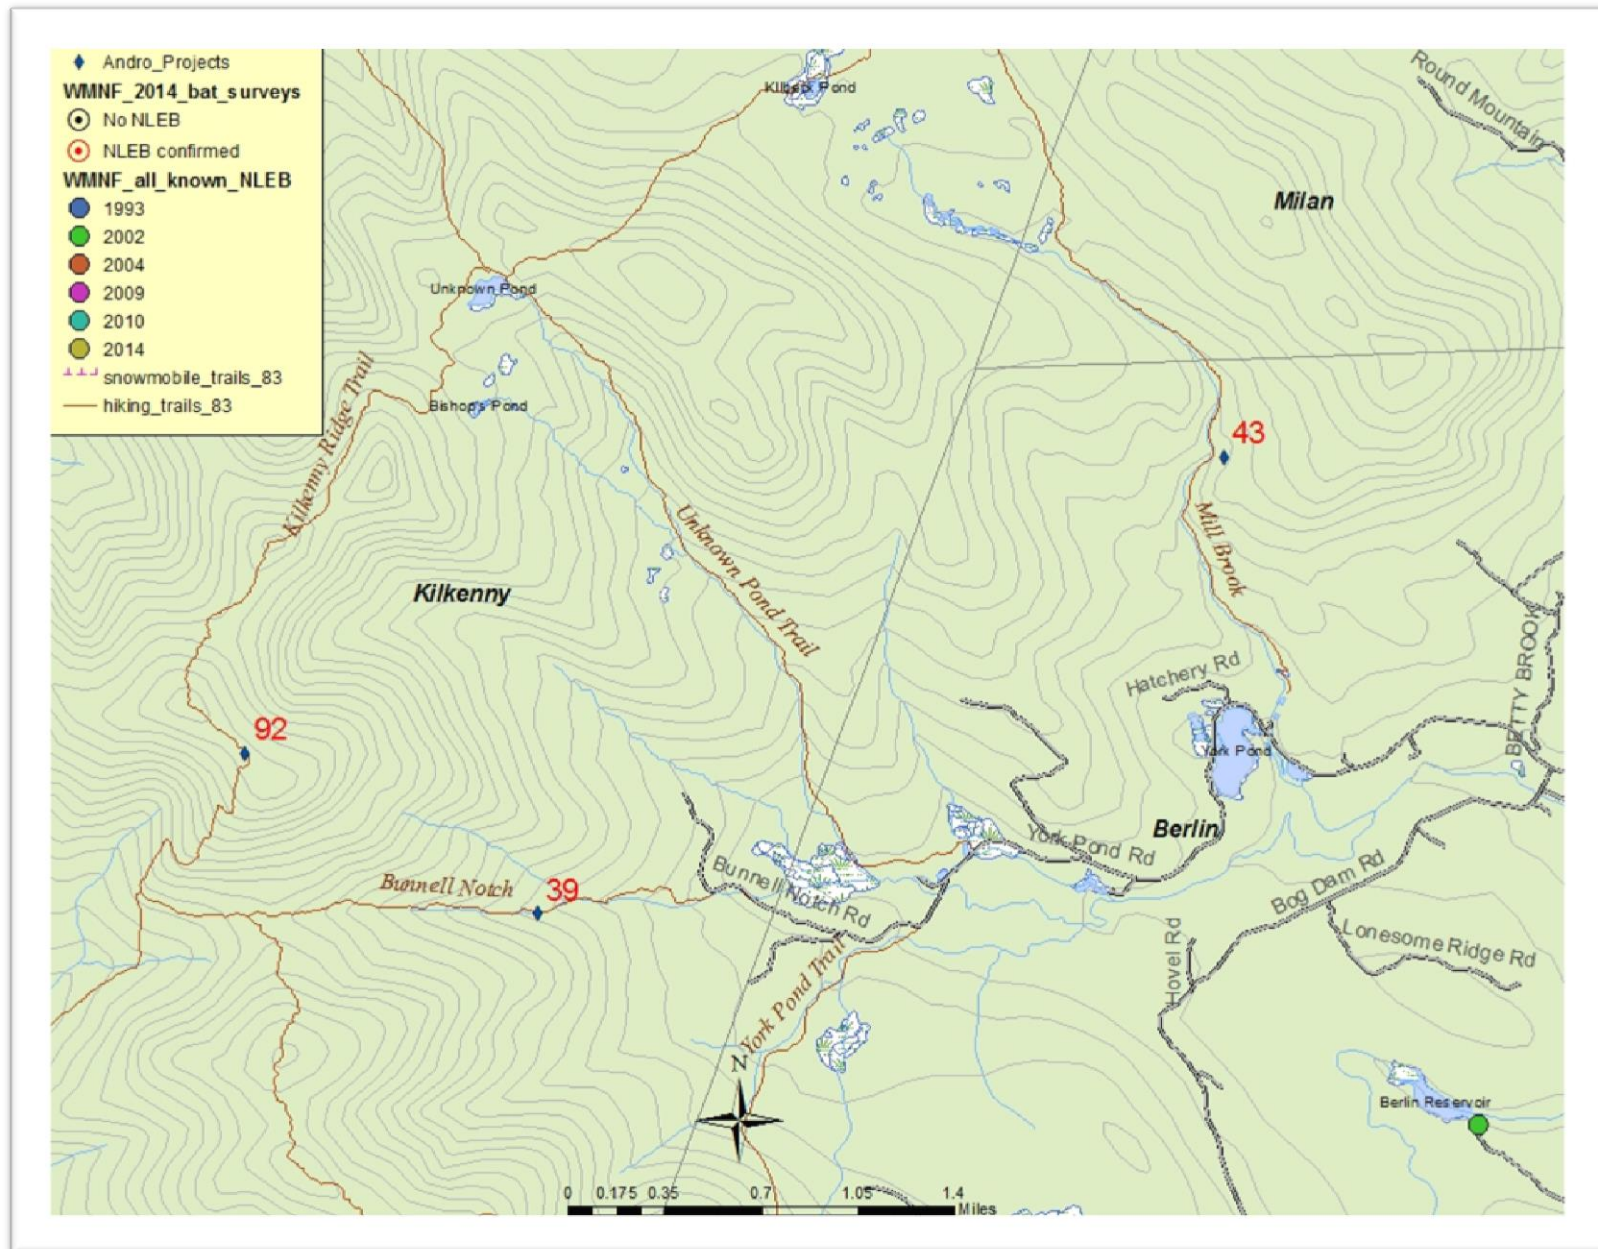 Andro_Projects
WMNF_2014_bat_surveys
No NLEB
NLEB confirmed
WMNF_all_known_NLEB
1993
2002
2004
2009
2010
2014
snowmobile_trails_83
hiking_trails_83
Kilback Pond
Round Mountain
Milan
Unknown Pond
Bishop's Pond
Kilkenny Ridge Trail
43
Mill Brook
Unknown Pond Trail
Kilkenny
BETTY BROOK
Hatchery Rd
York Pond
92
Berlin
York Pond Rd
Bunnell Notch
39
Bunnell Notch Rd
Bog Dam Rd
Lonesome Ridge Rd
Hovel Rd
York Pond Trail
N
Berlin Reservoir
0 0.175 0.35 0.7 1.05 1.4
Miles